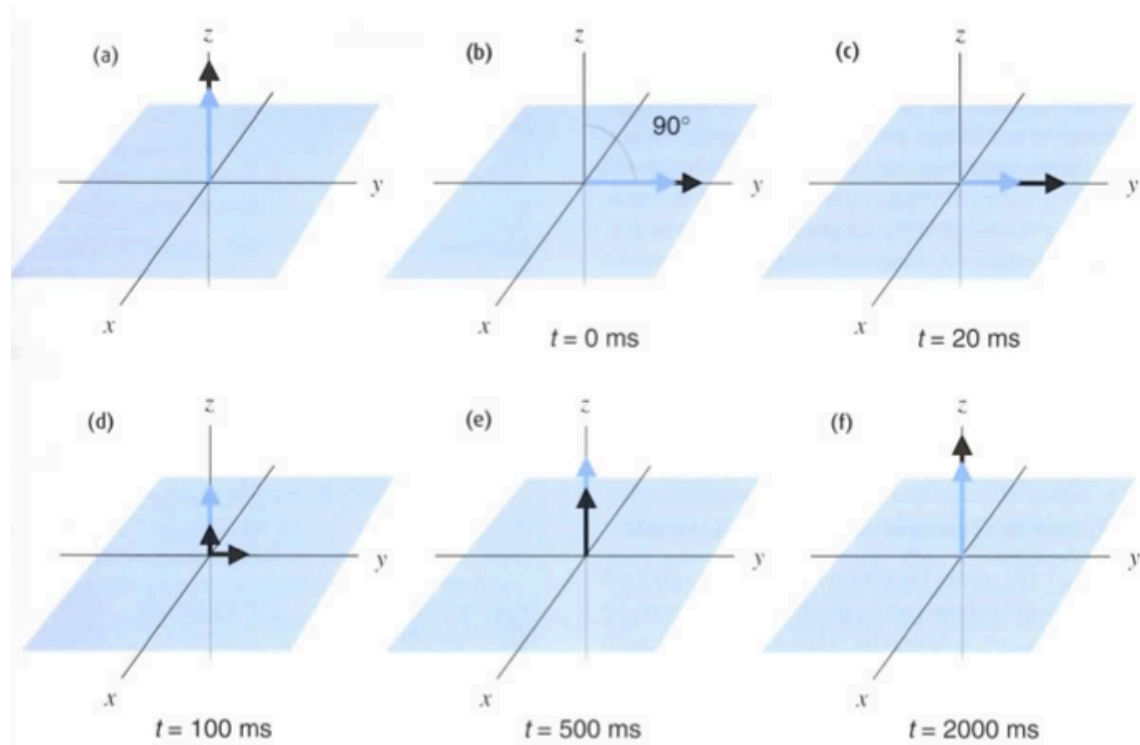 (a)
z
y
x
(b)
z
90°
y
x
t = 0 ms
(c)
z
y
x
t = 20 ms
(d)
z
y
x
t = 100 ms
(e)
z
y
x
t = 500 ms
(f)
z
y
x
t = 2000 ms